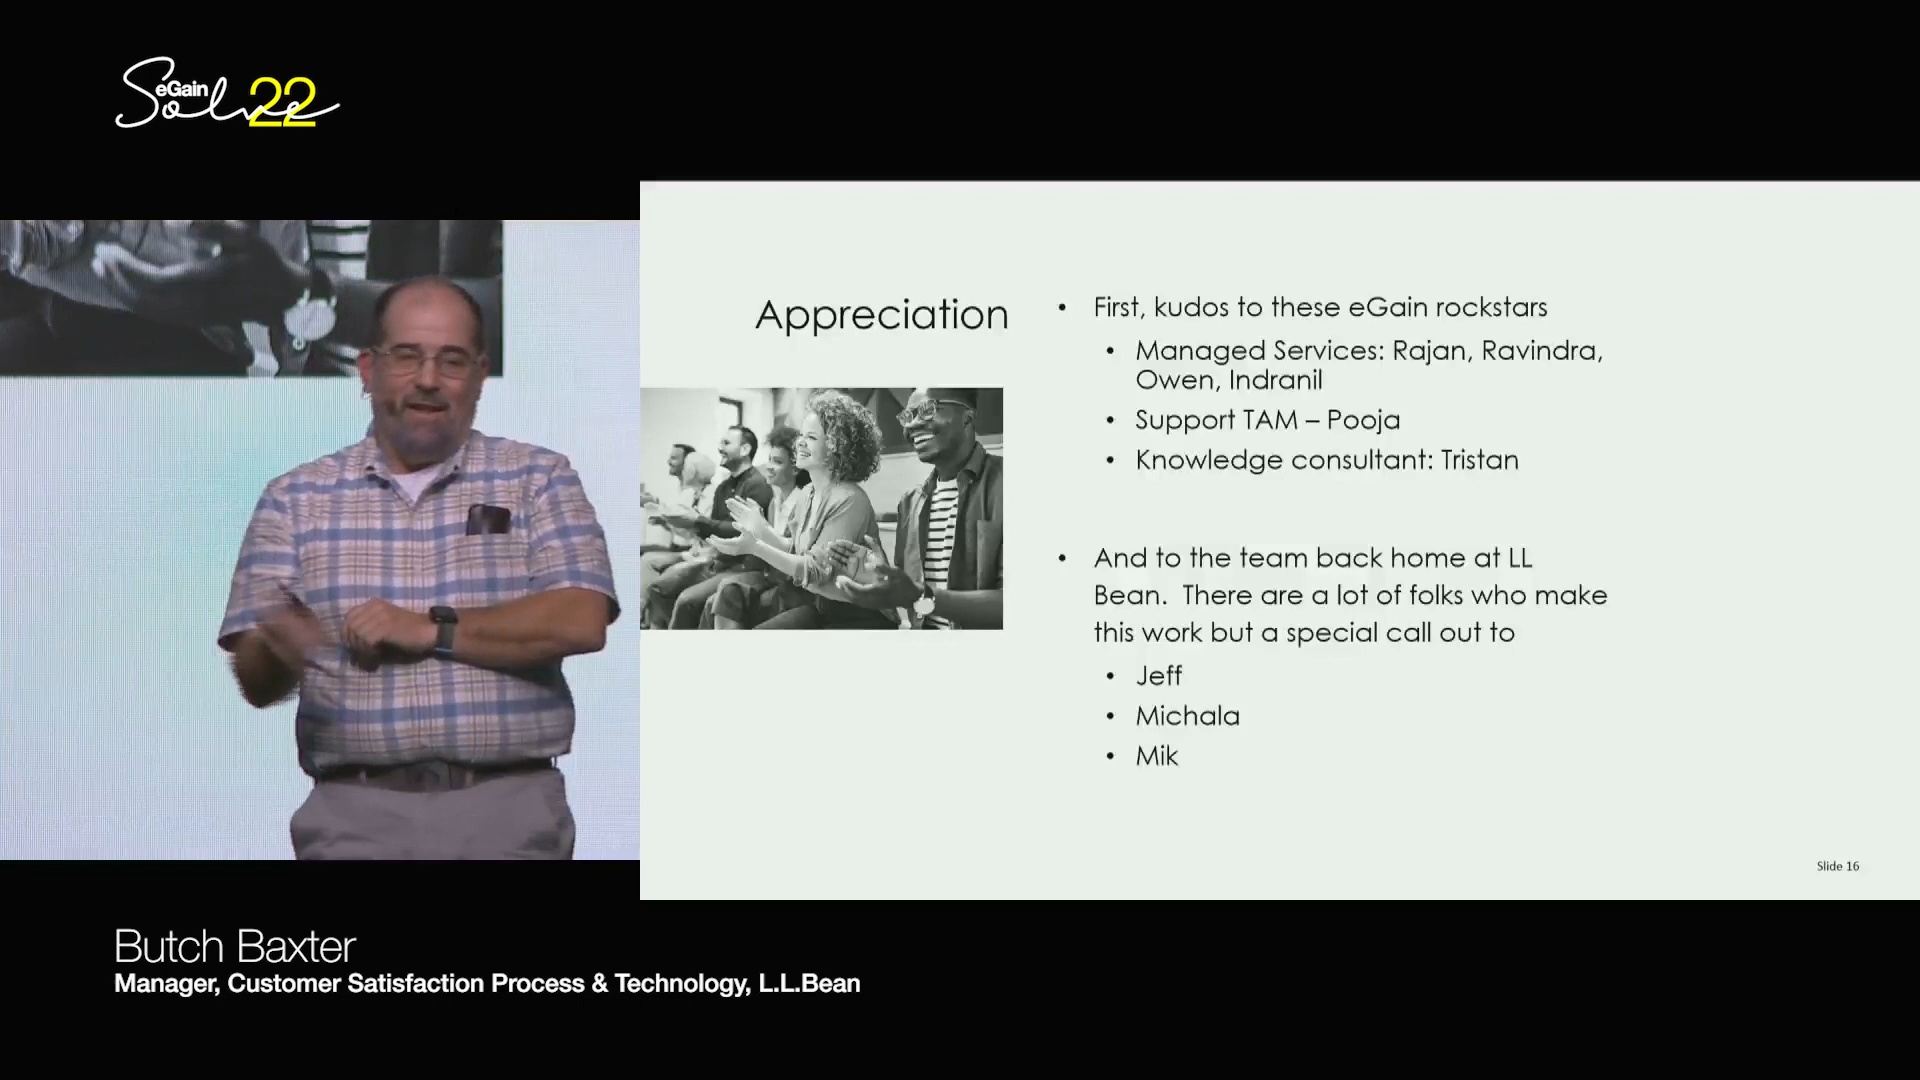 eGain
Solve 22
Appreciation
• First, kudos to these eGain rockstars
• Managed Services: Rajan, Ravindra,
Owen, Indranil
• Support TAM – Pooja
• Knowledge consultant: Tristan
• And to the team back home at LL
Bean. There are a lot of folks who make
this work but a special call out to
• Jeff
• Michala
• Mik
Slide 16
Butch Baxter
Manager, Customer Satisfaction Process & Technology, L.L.Bean